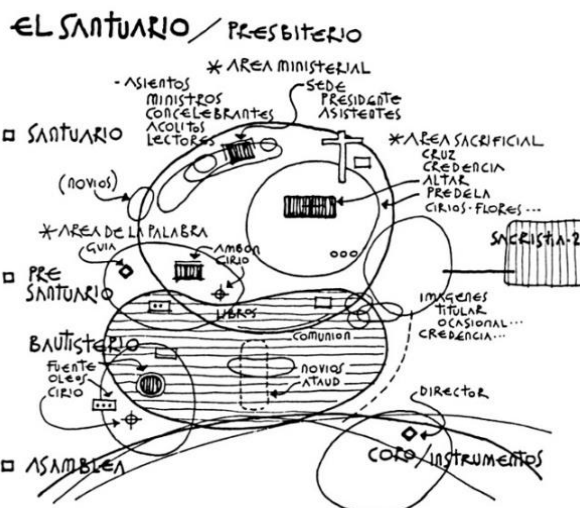 EL SANTUARIO / PRESBITERIO
* AREA MINISTERIAL
- ASIENTOS
MINISTROS
CONCELEBRANTES
ACOLITOS
LECTORES
SEDE
PRESIDENTE
ASISTENTES
SANTUARIO
* AREA SACRIFICIAL
CRUZ
CREDENCIA
ALTAR
PREDELA
CIRIOS - FLORES ...
(NOVIOS)
* AREA DE LA PALABRA
GUIA
AMBON
CIRIO
SACRISTIA-2
PRE
SANTUARIO
LIBROS
IMAGENES
TITULAR
OCASIONAL...
CREDENCIA...
COMUNION
BAUTISTERIO
FUENTE
OLEOS
CIRIO
NOVIOS
ATAUD
DIRECTOR
CORO/INSTRUMENTOS
ASAMBLEA